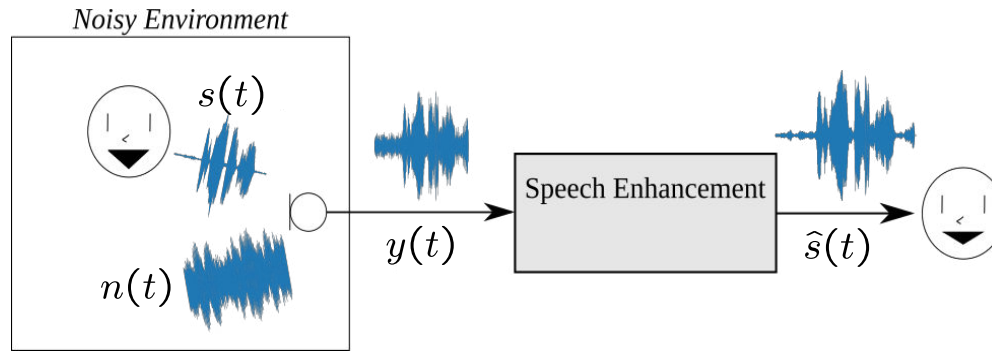 Noisy Environment
s(t)
n(t)
y(t)
Speech Enhancement
ŝ(t)